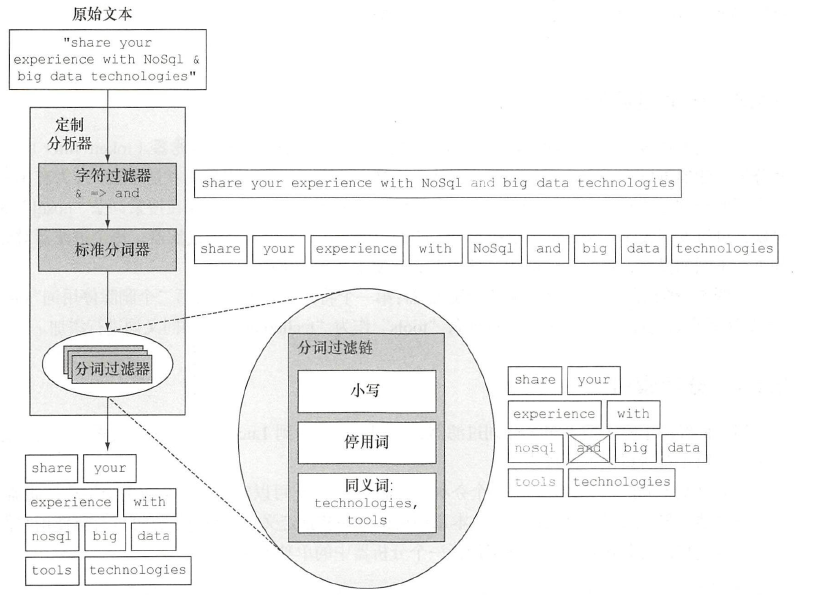 原始文本
"share your
experience with NoSql &
big data technologies"
定制
分析器
字符过滤器
& => and
share your experience with NoSql and big data technologies
标准分词器
share your experience with NoSql and big data technologies
分词过滤器
分词过滤链
小写
停用词
同义词:
technologies,
tools
share your
experience with
nosql and big data
tools technologies
share your
experience with
nosql big data
tools technologies